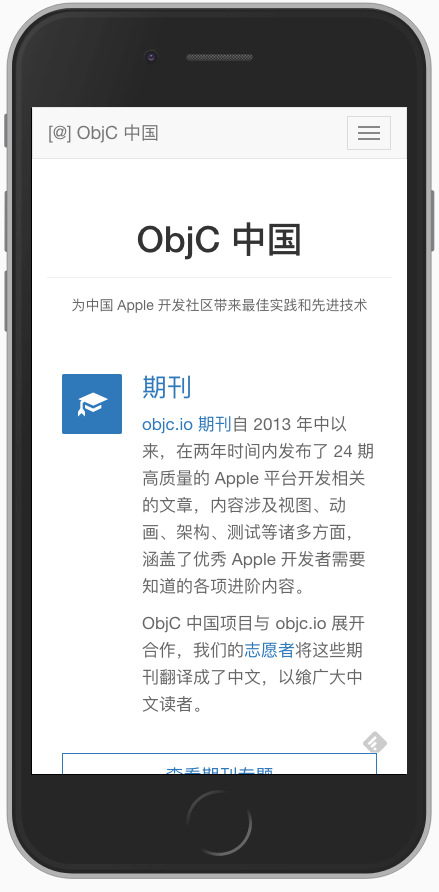 [@] ObjC 中国
ObjC 中国
为中国 Apple 开发社区带来最佳实践和先进技术
期刊
objc.io 期刊自 2013 年中以
来，在两年时间内发布了 24 期
高质量的 Apple 平台开发相关
的文章，内容涉及视图、动
画、架构、测试等诸多方面，
涵盖了优秀 Apple 开发者需要
知道的各项进阶内容。
ObjC 中国项目与 objc.io 展开
合作，我们的志愿者将这些期
刊翻译成了中文，以飨广大中
文读者。
查看期刊专题